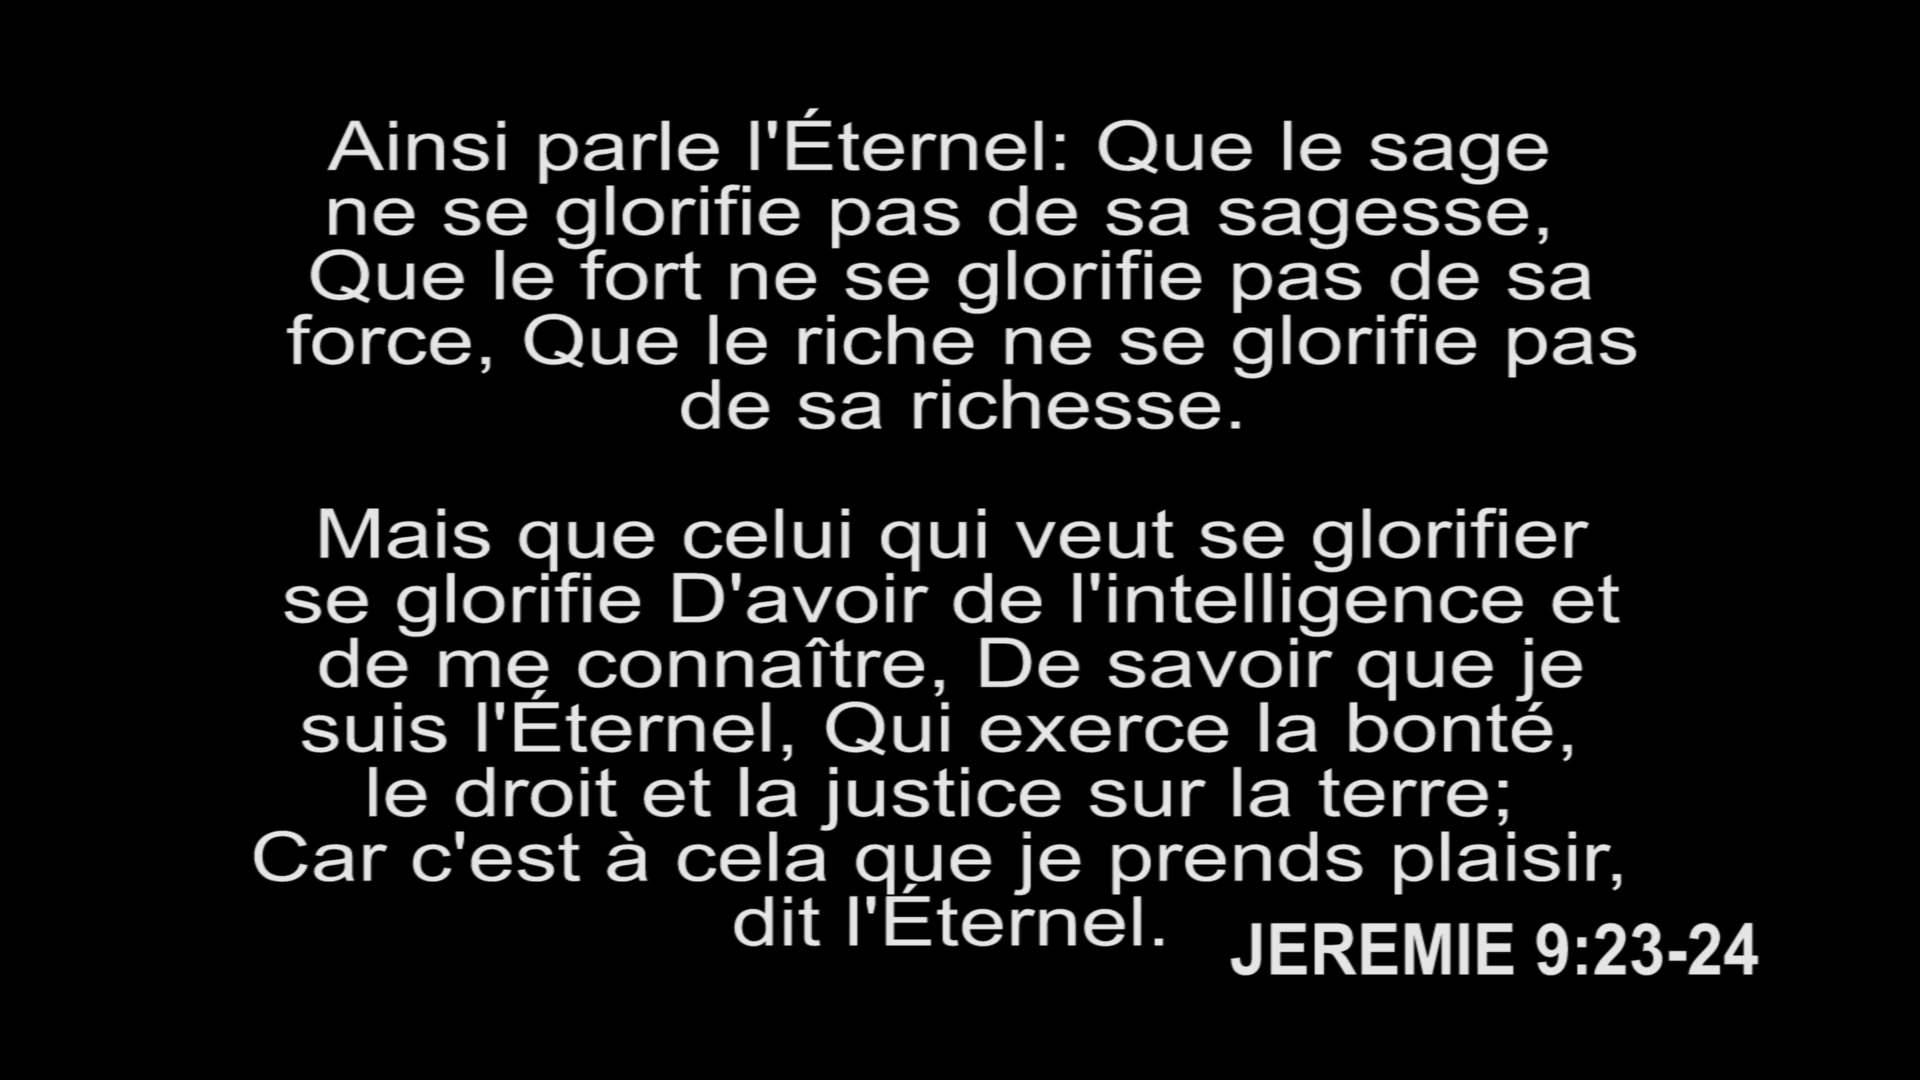 Ainsi parle l'Éternel: Que le sage
ne se glorifie pas de sa sagesse,
Que le fort ne se glorifie pas de sa
force, Que le riche ne se glorifie pas
de sa richesse.
Mais que celui qui veut se glorifier
se glorifie D'avoir de l'intelligence et
de me connaître, De savoir que je
suis l'Éternel, Qui exerce la bonté,
le droit et la justice sur la terre;
Car c'est à cela que je prends plaisir,
dit l'Éternel.
JEREMIE 9:23-24